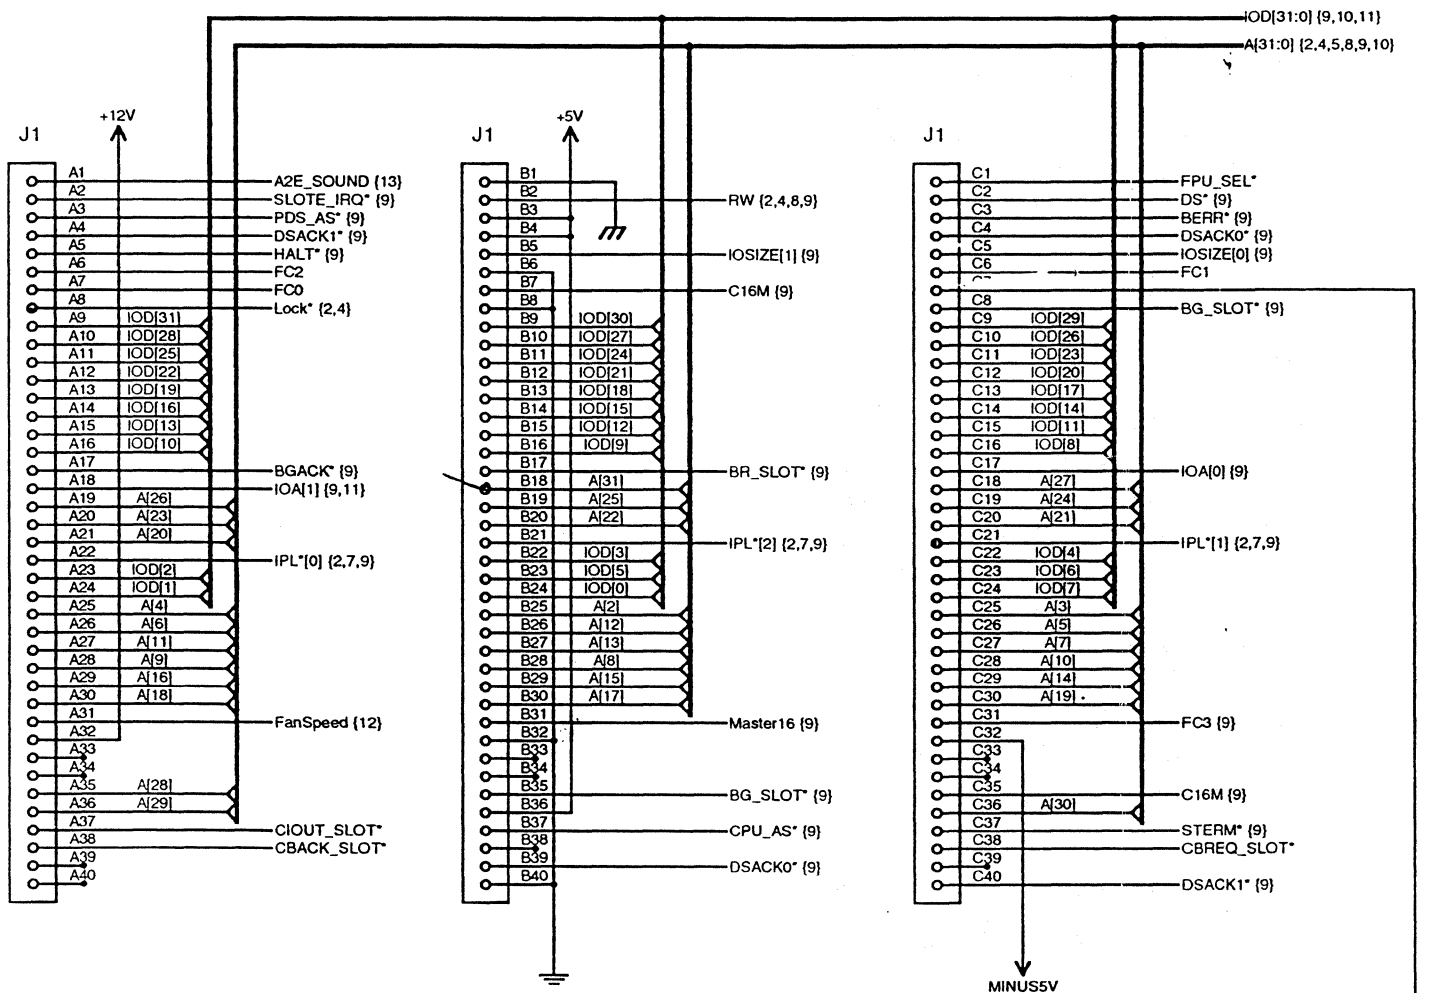 IOD[31:0] {9,10,11}
A[31:0] {2,4,5,8,9,10}
+12V
J1
A1 A2E_SOUND {13}
A2 SLOTE_IRQ* {9}
A3 PDS_AS* {9}
A4 DSACK1* {9}
A5 HALT* {9}
A6 FC2
A7 FC0
A8 Lock* {2,4}
A9 IOD[31]
A10 IOD[28]
A11 IOD[25]
A12 IOD[22]
A13 IOD[19]
A14 IOD[16]
A15 IOD[13]
A16 IOD[10]
A17 BGACK* {9}
A18 IOA[1] {9,11}
A19 A[26]
A20 A[23]
A21 A[20]
A22 IPL*[0] {2,7,9}
A23 IOD[2]
A24 IOD[1]
A25 A[4]
A26 A[6]
A27 A[11]
A28 A[9]
A29 A[16]
A30 A[18]
A31 FanSpeed {12}
A32
A33
A34
A35 A[28]
A36 A[29]
A37 CIOUT_SLOT*
A38 CBACK_SLOT*
A39
A40
+5V
J1
B1
B2 RW {2,4,8,9}
B3
B4
B5 IOSIZE[1] {9}
B6
B7 C16M {9}
B8
B9 IOD[30]
B10 IOD[27]
B11 IOD[24]
B12 IOD[21]
B13 IOD[18]
B14 IOD[15]
B15 IOD[12]
B16 IOD[9]
B17 BR_SLOT* {9}
B18 A[31]
B19 A[25]
B20 A[22]
B21 IPL*[2] {2,7,9}
B22 IOD[3]
B23 IOD[5]
B24 IOD[0]
B25 A[2]
B26 A[12]
B27 A[13]
B28 A[8]
B29 A[15]
B30 A[17]
B31 Master16 {9}
B32
B33
B34
B35 BG_SLOT* {9}
B36
B37 CPU_AS* {9}
B38
B39 DSACK0* {9}
B40
J1
C1 FPU_SEL*
C2 DS* {9}
C3 BERR* {9}
C4 DSACK0* {9}
C5 IOSIZE[0] {9}
C6 FC1
C8 BG_SLOT* {9}
C9 IOD[29]
C10 IOD[26]
C11 IOD[23]
C12 IOD[20]
C13 IOD[17]
C14 IOD[14]
C15 IOD[11]
C16 IOD[8]
C17 IOA[0] {9}
C18 A[27]
C19 A[24]
C20 A[21]
C21 IPL*[1] {2,7,9}
C22 IOD[4]
C23 IOD[6]
C24 IOD[7]
C25 A[3]
C26 A[5]
C27 A[7]
C28 A[10]
C29 A[14]
C30 A[19]
C31 FC3 {9}
C32
C33
C34
C35 C16M {9}
C36 A[30]
C37 STERM* {9}
C38 CBREQ_SLOT*
C39
C40 DSACK1* {9}
MINUS5V